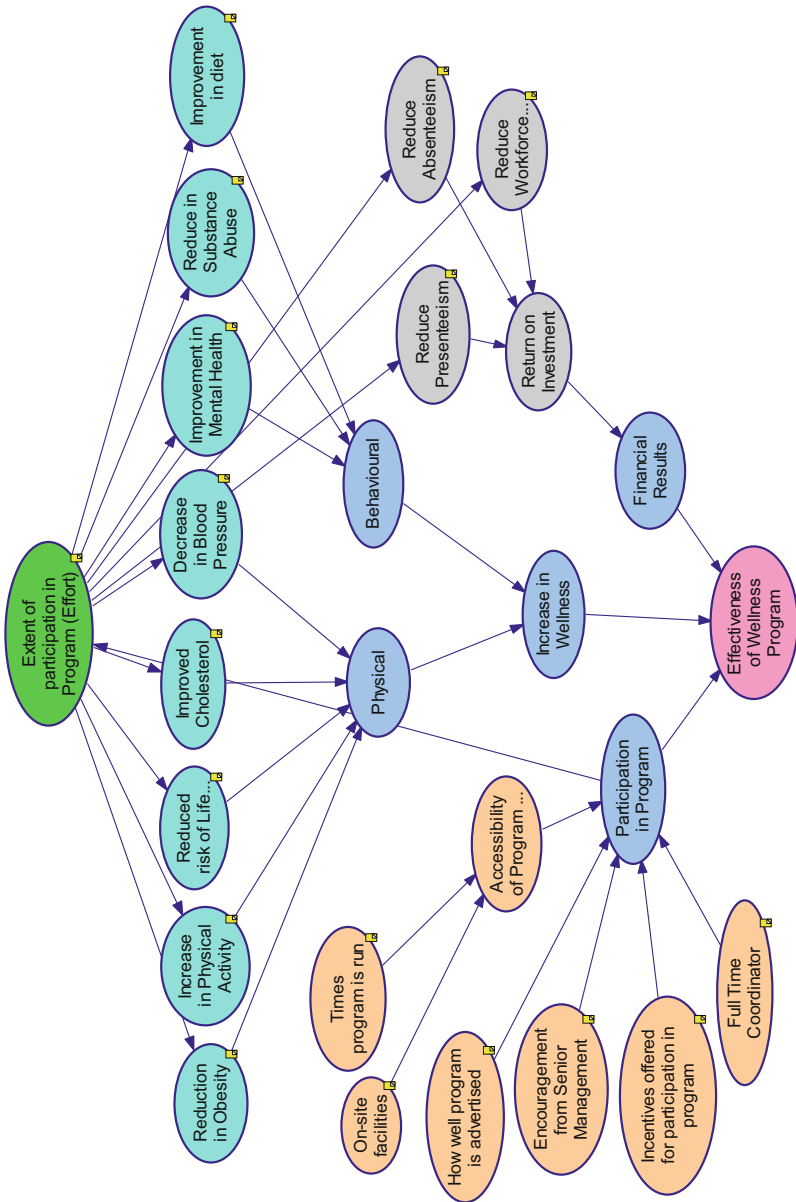 Extent of
participation in
Program (Effort)
Reduction
in Obesity
Increase
in Physical
Activity
Reduced
risk of Life...
Improved
Cholesterol
Decrease
in Blood
Pressure
Improvement in
Mental Health
Reduce in
Substance
Abuse
Improvement
in diet
Times
program is run
On-site
facilities
How well program
is advertised
Encouragement
from Senior
Management
Incentives offered
for participation in
program
Full Time
Coordinator
Accessibility
of Program ...
Participation
in Program
Physical
Behavioural
Increase in
Wellness
Reduce
Presenteeism
Reduce
Absenteeism
Reduce
Workforce...
Return on
Investment
Financial
Results
Effectiveness
of Wellness
Program